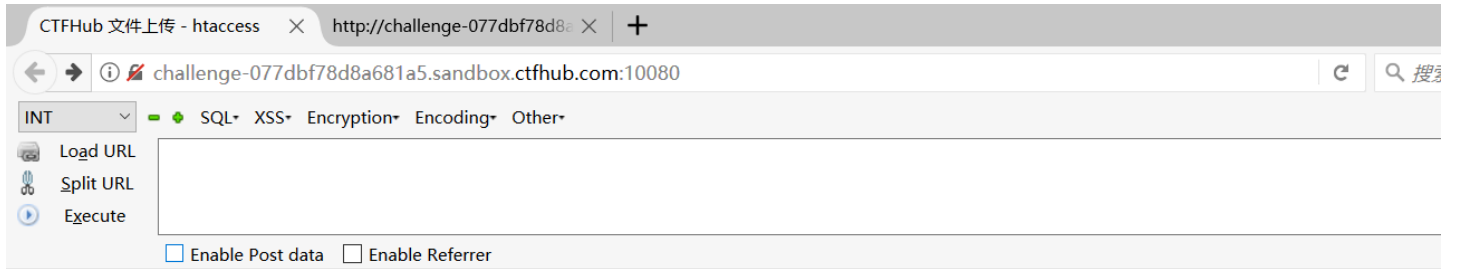 CTFHub 文件上传 - htaccess http://challenge-077dbf78d8a
challenge-077dbf78d8a681a5.sandbox.ctfhub.com:10080
INT SQL XSS Encryption Encoding Other
Load URL
Split URL
Execute
Enable Post data Enable Referrer